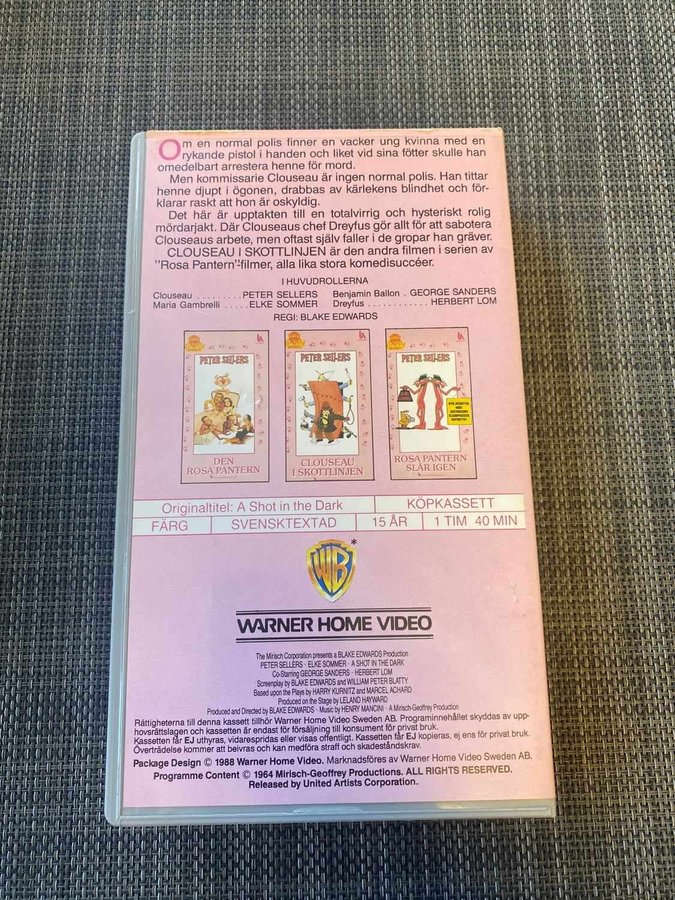 Om en normal polis finner en vacker ung kvinna med en
rykande pistol i handen och liket vid sina fötter skulle han
omedelbart arrestera henne för mord.
Men kommissarie Clouseau är ingen normal polis. Han tittar
henne djupt i ögonen, drabbas av kärlekens blindhet och för-
klarar raskt att hon är oskyldig.
Det här är upptakten till en totalvirrig och hysteriskt rolig
mördarjakt. Där Clouseaus chef Dreyfus gör allt för att sabotera
Clouseaus arbete, men oftast själv faller i de gropar han gräver.
CLOUSEAU I SKOTTLINJEN är den andra filmen i serien av
"Rosa Pantern"-filmer, alla lika stora komedisuccéer.
I HUVUDROLLERNA
Clouseau . . . . . . . . . PETER SELLERS Benjamin Ballon . GEORGE SANDERS
Maria Gambrelli . . . . . ELKE SOMMER Dreyfus . . . . . . . . . . . . HERBERT LOM
REGI: BLAKE EDWARDS
PETER SELLERS
DEN
ROSA PANTERN
PETER SELLERS
CLOUSEAU
I SKOTTLINJEN
PETER SELLERS
ROSA PANTERN
SLÅR IGEN
Originaltitel: A Shot in the Dark KÖPKASSETT
FÄRG SVENSKTEXTAD 15 ÅR 1 TIM 40 MIN
WB *
WARNER HOME VIDEO
The Mirisch Corporation presents a BLAKE EDWARDS Production
PETER SELLERS · ELKE SOMMER · A SHOT IN THE DARK
Co-Starring GEORGE SANDERS · HERBERT LOM
Screenplay by BLAKE EDWARDS and WILLIAM PETER BLATTY
Based upon the Plays by HARRY KURNITZ and MARCEL ACHARD
Produced on the Stage by LELAND HAYWARD
Produced and Directed by BLAKE EDWARDS · Music by HENRY MANCINI · A Mirisch-Geoffrey Production
Rättigheterna till denna kassett tillhör Warner Home Video Sweden AB. Programinnehållet skyddas av upp-
hovsrättslagen och kassetten är endast för försäljning till konsument för privat bruk.
Kassetten får EJ uthyras, vidarespridas eller visas offentligt. Kassetten får EJ kopieras, ej ens för privat bruk.
Överträdelse kommer att beivras och kan medföra straff och skadeståndskrav.
Package Design © 1988 Warner Home Video. Marknadsföres av Warner Home Video Sweden AB.
Programme Content © 1964 Mirisch-Geoffrey Productions. ALL RIGHTS RESERVED.
Released by United Artists Corporation.